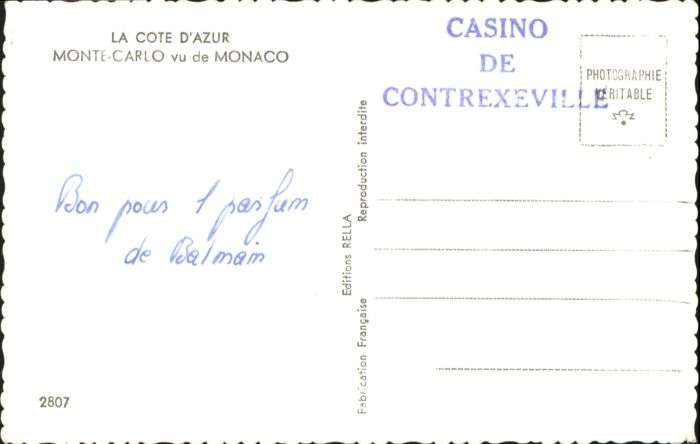 LA COTE D'AZUR
MONTE-CARLO vu de MONACO
CASINO
DE
CONTREXEVILLE
PHOTOGRAPHIE
VÉRITABLE
Bon pour 1 parfum
de Balmain
Fabrication Française
Editions RELLA
Reproduction interdite
2807